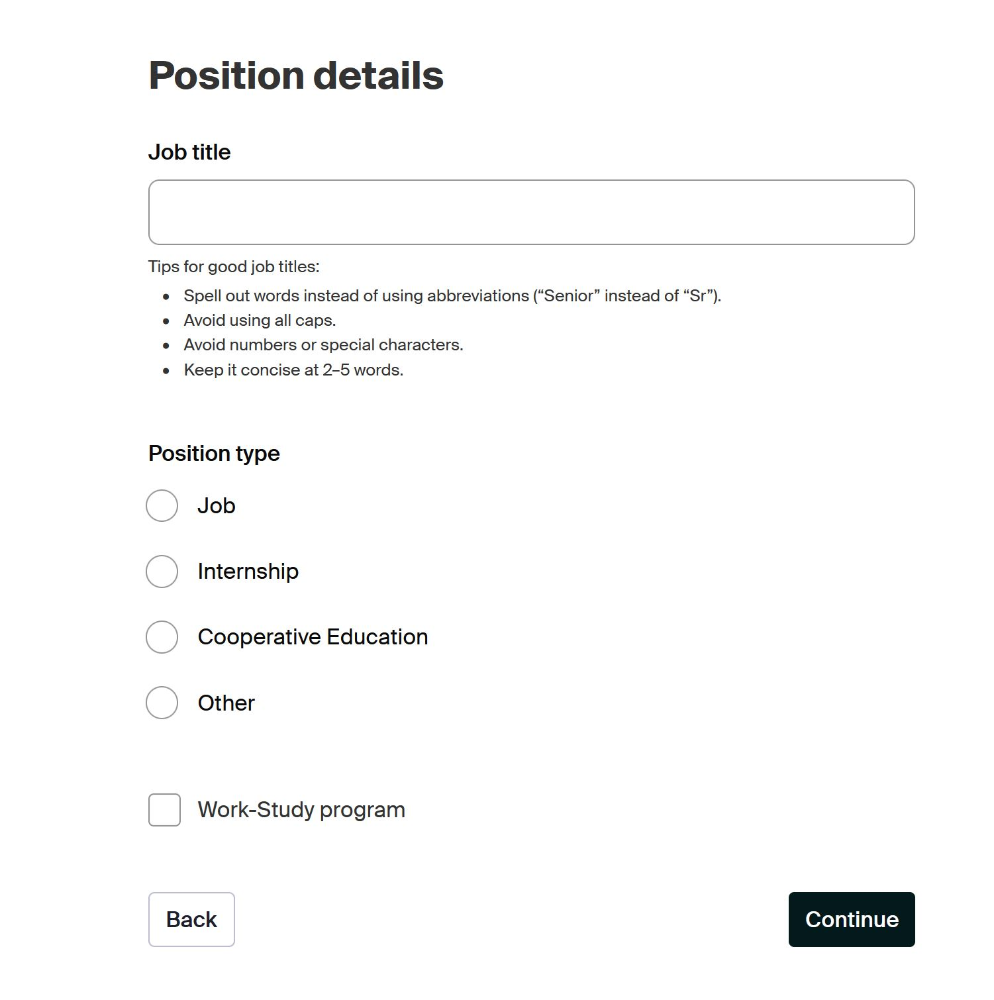 Position details
Job title
Tips for good job titles:
Spell out words instead of using abbreviations (“Senior” instead of “Sr”).
Avoid using all caps.
Avoid numbers or special characters.
Keep it concise at 2–5 words.
Position type
Job
Internship
Cooperative Education
Other
Work-Study program
Back
Continue